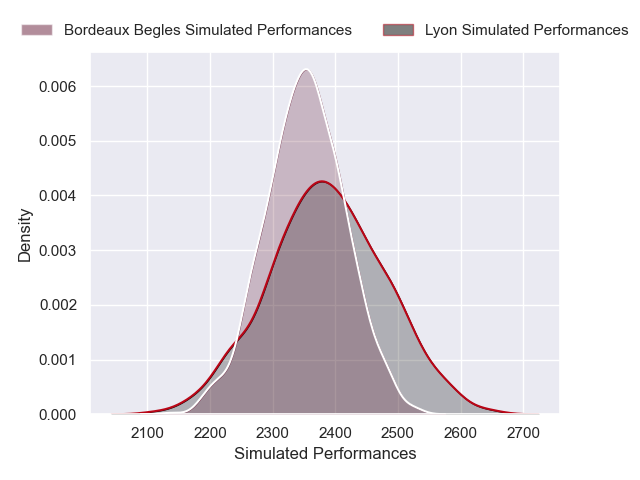 Bordeaux Begles Simulated Performances
Lyon Simulated Performances
0.006
0.005
0.004
0.003
0.002
0.001
0.000
Density
2100 2200 2300 2400 2500 2600 2700
Simulated Performances